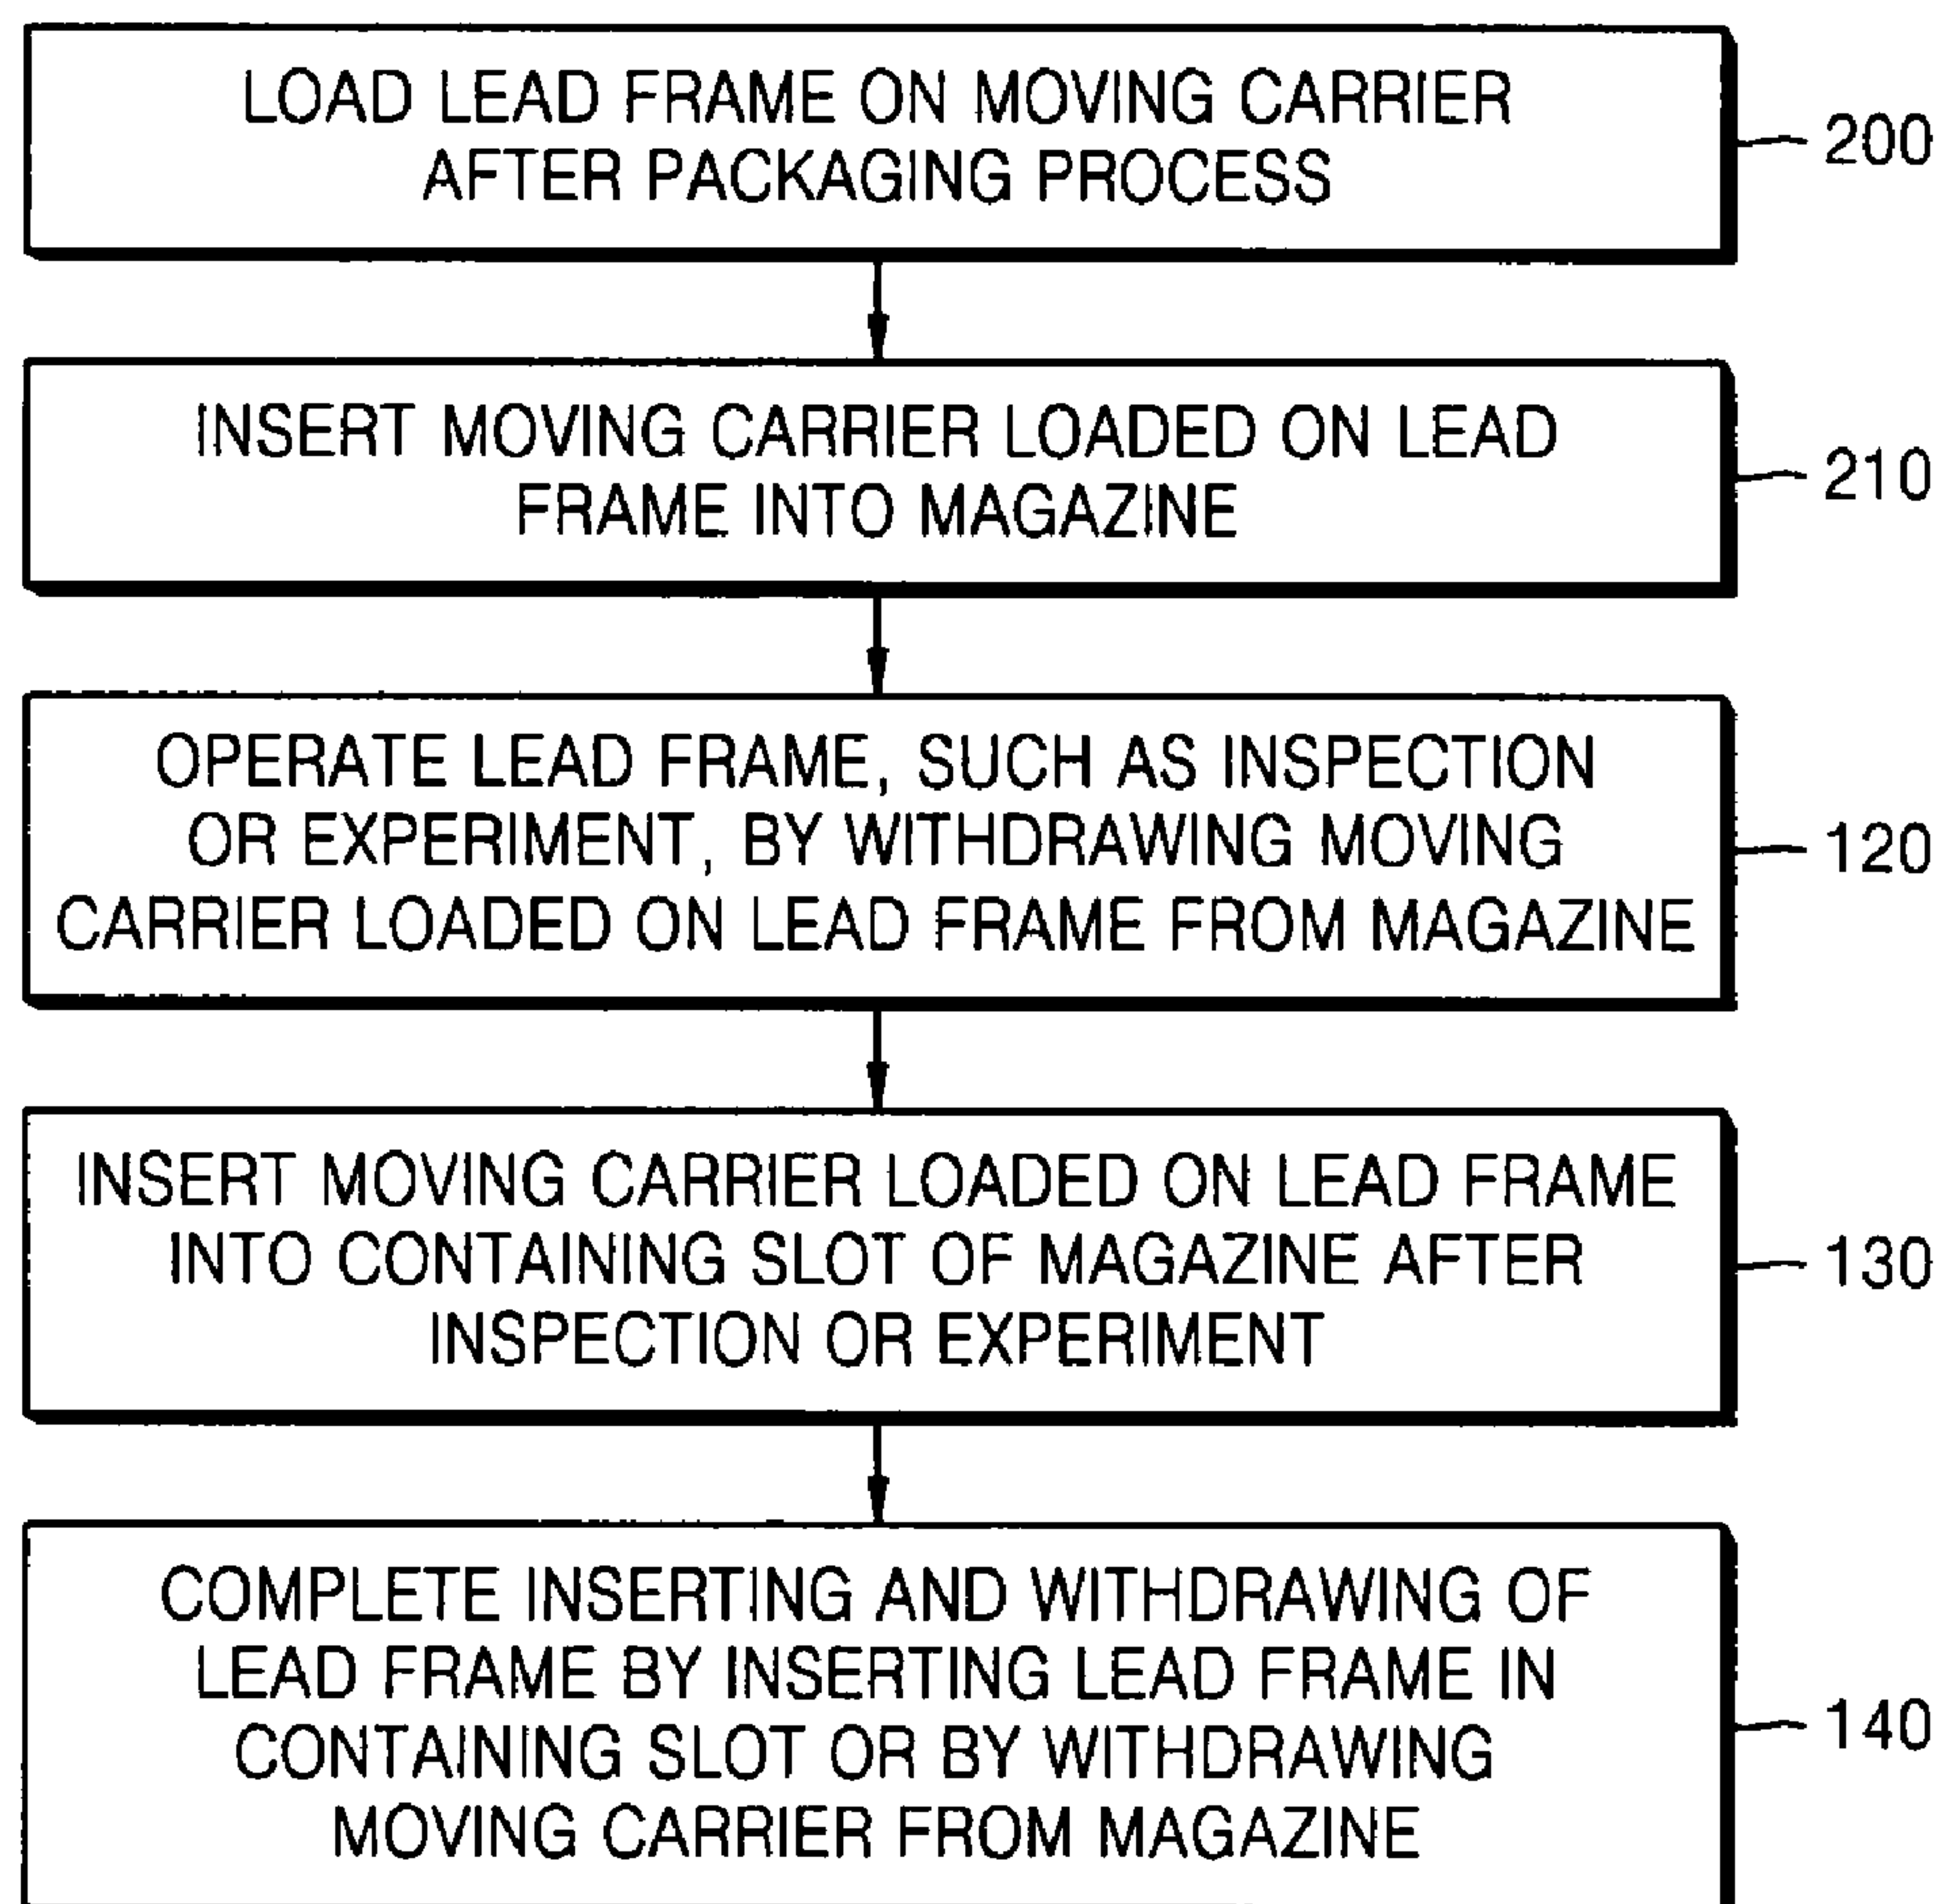 LOAD LEAD FRAME ON MOVING CARRIER
AFTER PACKAGING PROCESS
200
INSERT MOVING CARRIER LOADED ON LEAD
FRAME INTO MAGAZINE
210
OPERATE LEAD FRAME, SUCH AS INSPECTION
OR EXPERIMENT, BY WITHDRAWING MOVING
CARRIER LOADED ON LEAD FRAME FROM MAGAZINE
120
INSERT MOVING CARRIER LOADED ON LEAD FRAME
INTO CONTAINING SLOT OF MAGAZINE AFTER
INSPECTION OR EXPERIMENT
130
COMPLETE INSERTING AND WITHDRAWING OF
LEAD FRAME BY INSERTING LEAD FRAME IN
CONTAINING SLOT OR BY WITHDRAWING
MOVING CARRIER FROM MAGAZINE
140